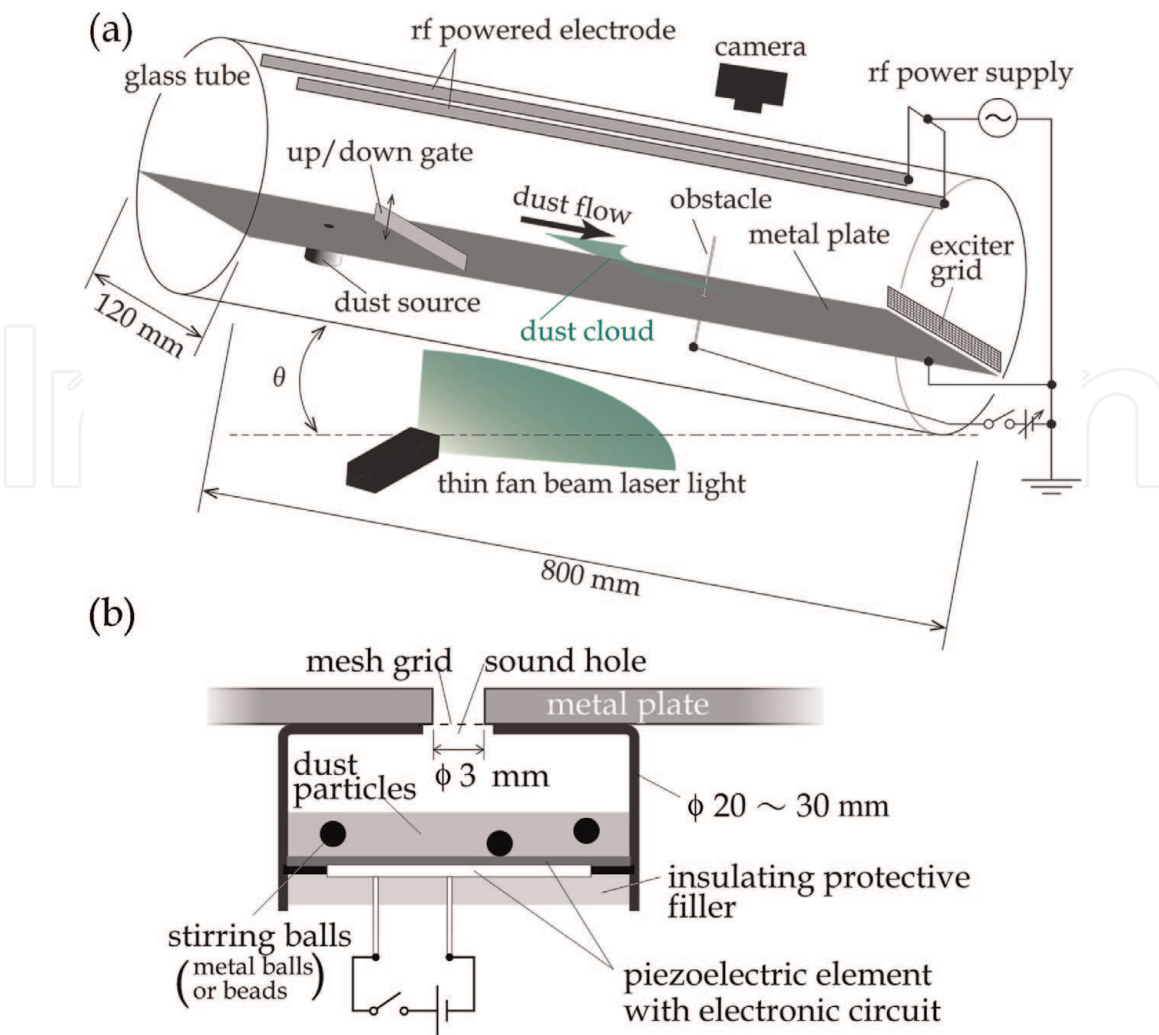 (a)
rf powered electrode
camera
glass tube
rf power supply
up/down gate
dust flow
obstacle
metal plate
exciter
grid
dust source
dust cloud
120 mm
θ
thin fan beam laser light
800 mm
(b)
mesh grid
sound hole
metal plate
dust
particles
ϕ 3 mm
ϕ 20 ～ 30 mm
insulating protective
filler
stirring balls
(metal balls
or beads)
piezoelectric element
with electronic circuit